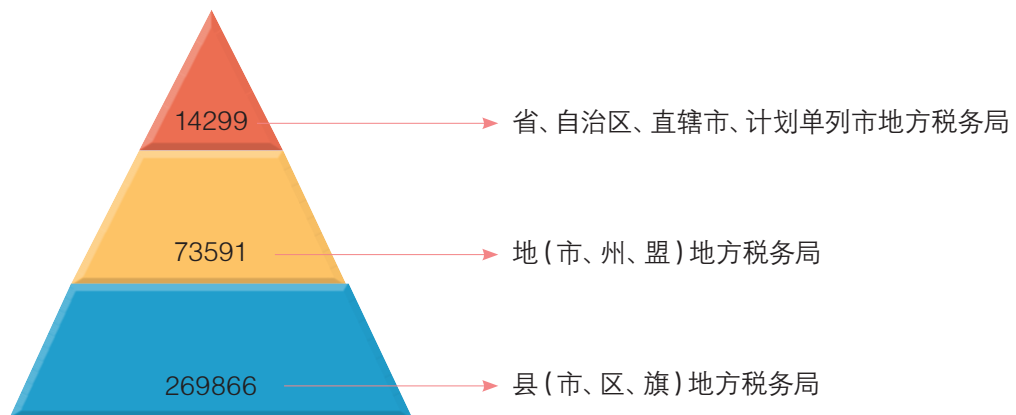 14299 省、自治区、直辖市、计划单列市地方税务局
73591 地(市、州、盟)地方税务局
269866 县(市、区、旗)地方税务局